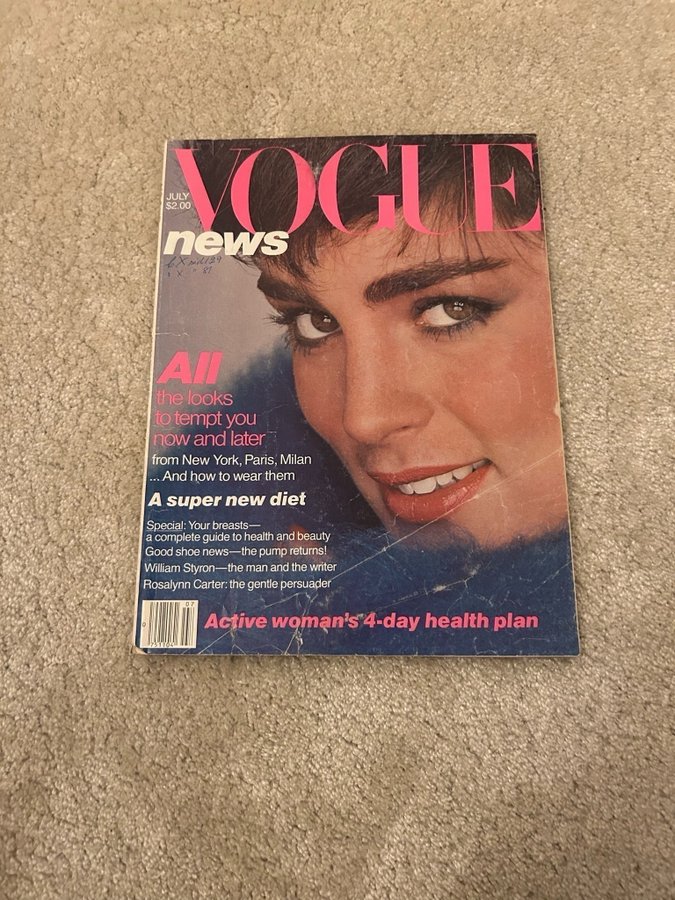 VOGUE
JULY
$2.00
news
All
the looks
to tempt you
now and later
from New York, Paris, Milan
... And how to wear them
A super new diet
Special: Your breasts—
a complete guide to health and beauty
Good shoe news—the pump returns!
William Styron—the man and the writer
Rosalynn Carter: the gentle persuader
Active woman's 4-day health plan
07
0